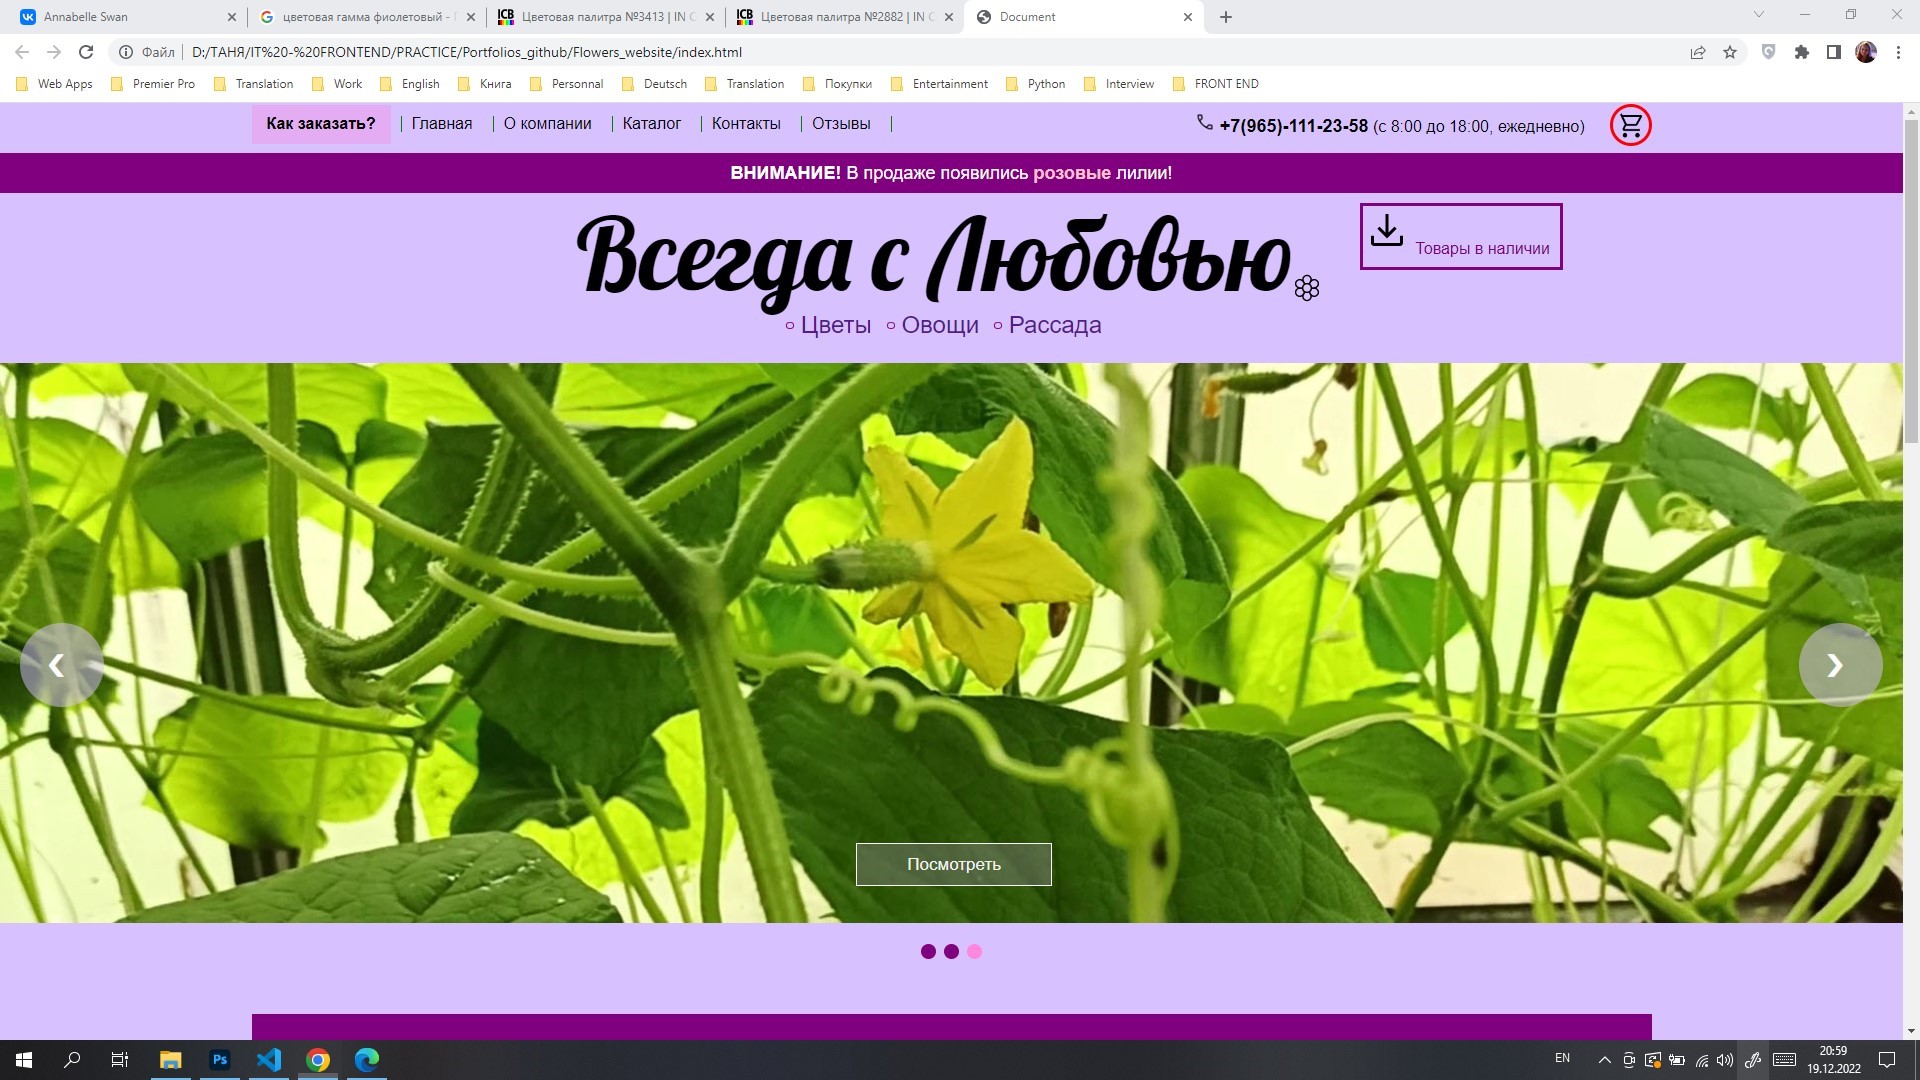 Annabelle Swan
цветовая гамма фиолетовый -
Цветовая палитра №3413 | IN
Цветовая палитра №2882 | IN
Document
Файл
D:/ТАНЯ/IT%20-%20FRONTEND/PRACTICE/Portfolios_github/Flowers_website/index.html
Web Apps
Premier Pro
Translation
Work
English
Книга
Personnal
Deutsch
Translation
Покупки
Entertainment
Python
Interview
FRONT END
Как заказать?
Главная
О компании
Каталог
Контакты
Отзывы
+7(965)-111-23-58 (с 8:00 до 18:00, ежедневно)
ВНИМАНИЕ! В продаже появились розовые лилии!
Всегда с Любовью
Товары в наличии
Цветы
Овощи
Рассада
Посмотреть
Ps
EN
20:59
19.12.2022